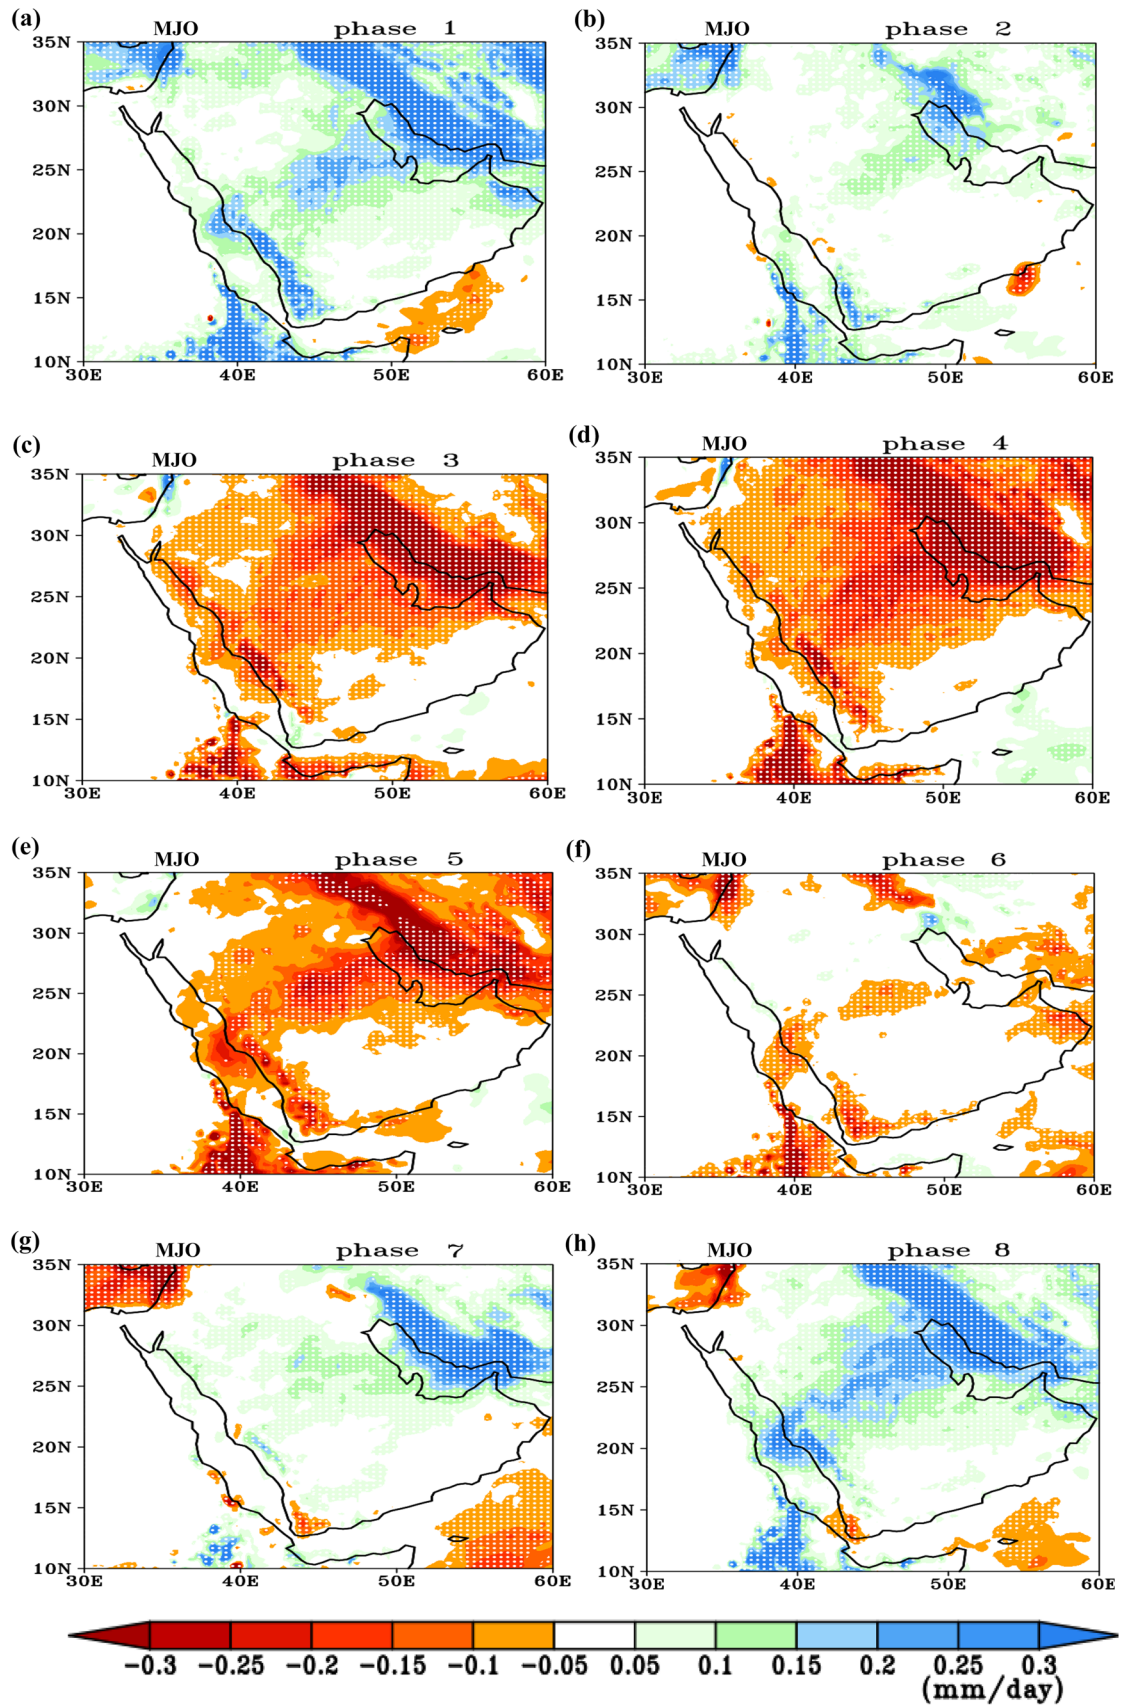 (a) MJO phase 1
35N
30N
25N
20N
15N
10N
30E 40E 50E 60E
(b) MJO phase 2
35N
30N
25N
20N
15N
10N
30E 40E 50E 60E
(c) MJO phase 3
35N
30N
25N
20N
15N
10N
30E 40E 50E 60E
(d) MJO phase 4
35N
30N
25N
20N
15N
10N
30E 40E 50E 60E
(e) MJO phase 5
35N
30N
25N
20N
15N
10N
30E 40E 50E 60E
(f) MJO phase 6
35N
30N
25N
20N
15N
10N
30E 40E 50E 60E
(g) MJO phase 7
35N
30N
25N
20N
15N
10N
30E 40E 50E 60E
(h) MJO phase 8
35N
30N
25N
20N
15N
10N
30E 40E 50E 60E
−0.3 −0.25 −0.2 −0.15 −0.1 −0.05 0.05 0.1 0.15 0.2 0.25 0.3
(mm/day)